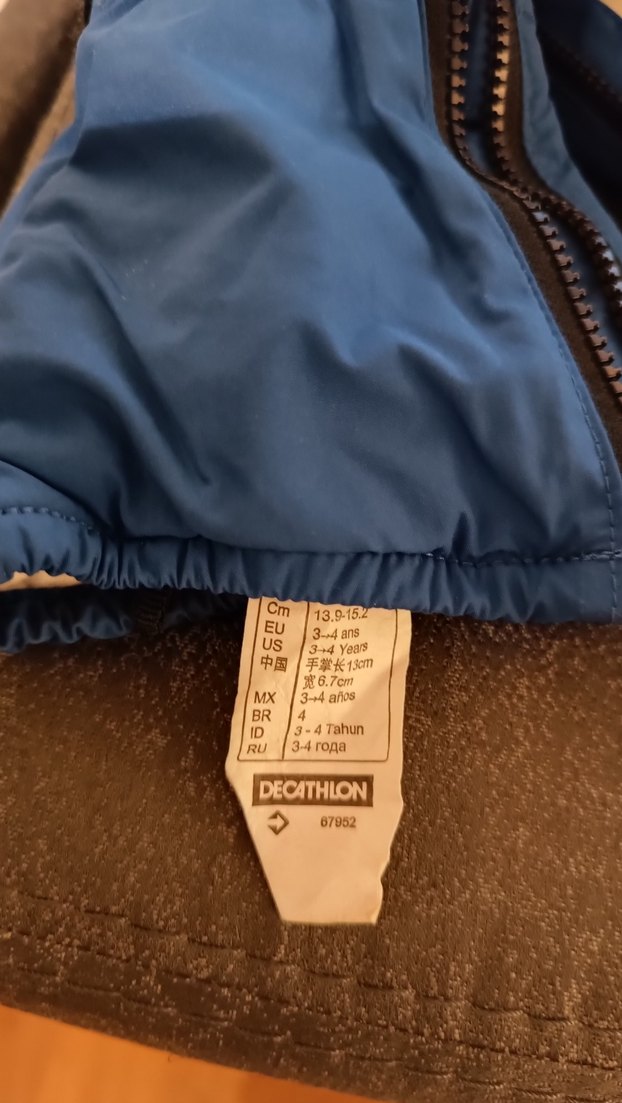 Cm 13.9-15.2
EU 3→4 ans
US 3→4 Years
中国 手掌长13cm
宽6.7cm
MX 3→4 años
BR 4
ID 3 - 4 Tahun
RU 3-4 года
DECATHLON
67952